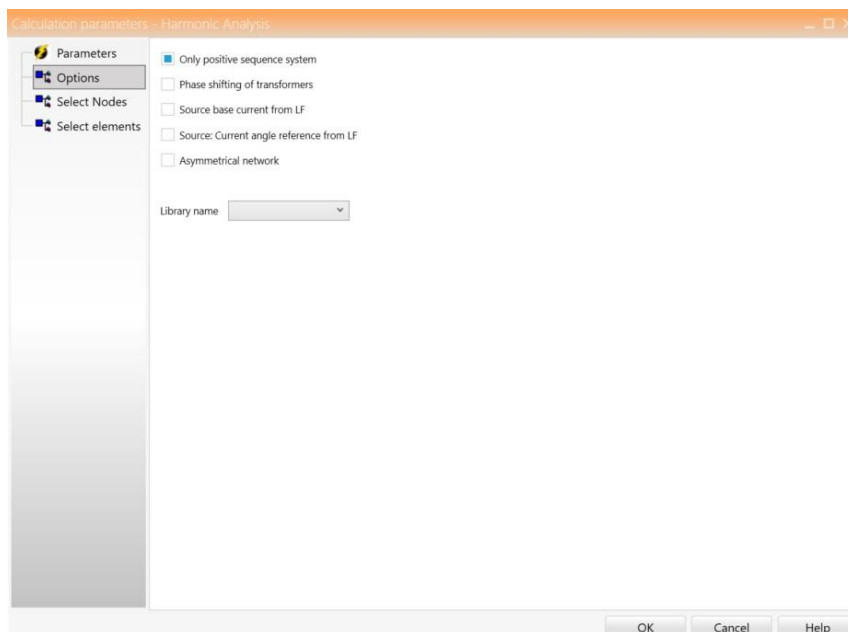 Calculation parameters - Harmonic Analysis
Parameters
Options
Select Nodes
Select elements
Only positive sequence system
Phase shifting of transformers
Source base current from LF
Source: Current angle reference from LF
Asymmetrical network
Library name
OK
Cancel
Help